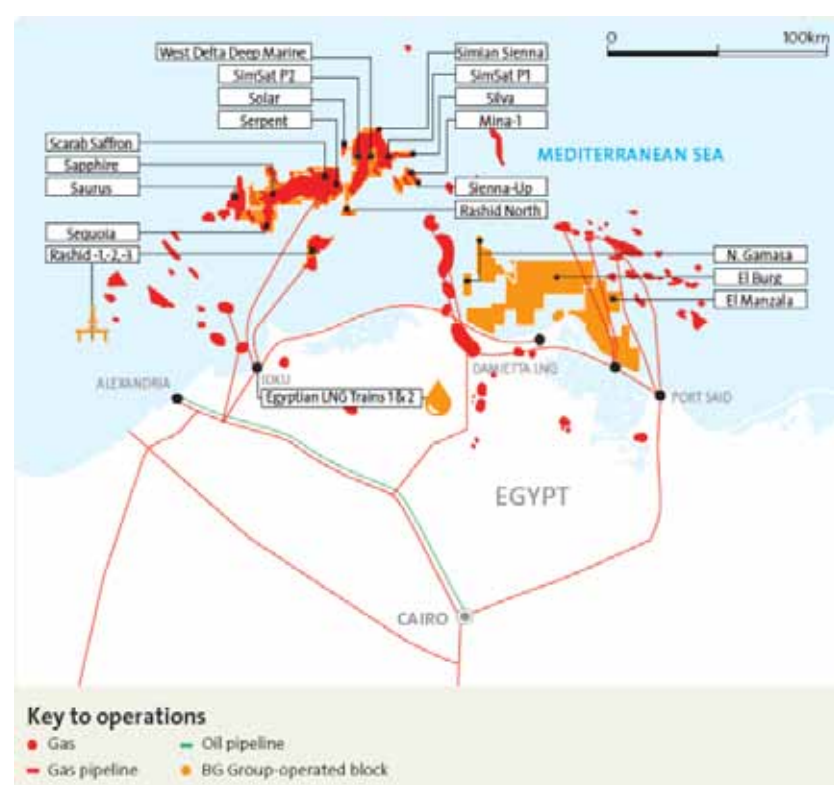 0 100km
West Delta Deep Marine
SimSat P2
Solar
Serpent
Scarab Saffron
Sapphire
Saurus
Sequoia
Rashid -1,-2,-3
Simian Sienna
SimSat P1
Silva
Mina-1
MEDITERRANEAN SEA
Sienna-Up
Rashid North
N. Gamasa
El Burg
El Manzala
ALEXANDRIA
IDKU
DAMIETTA LNG
PORT SAID
Egyptian LNG Trains 1 & 2
EGYPT
CAIRO
Key to operations
Gas
Oil pipeline
Gas pipeline
BG Group-operated block